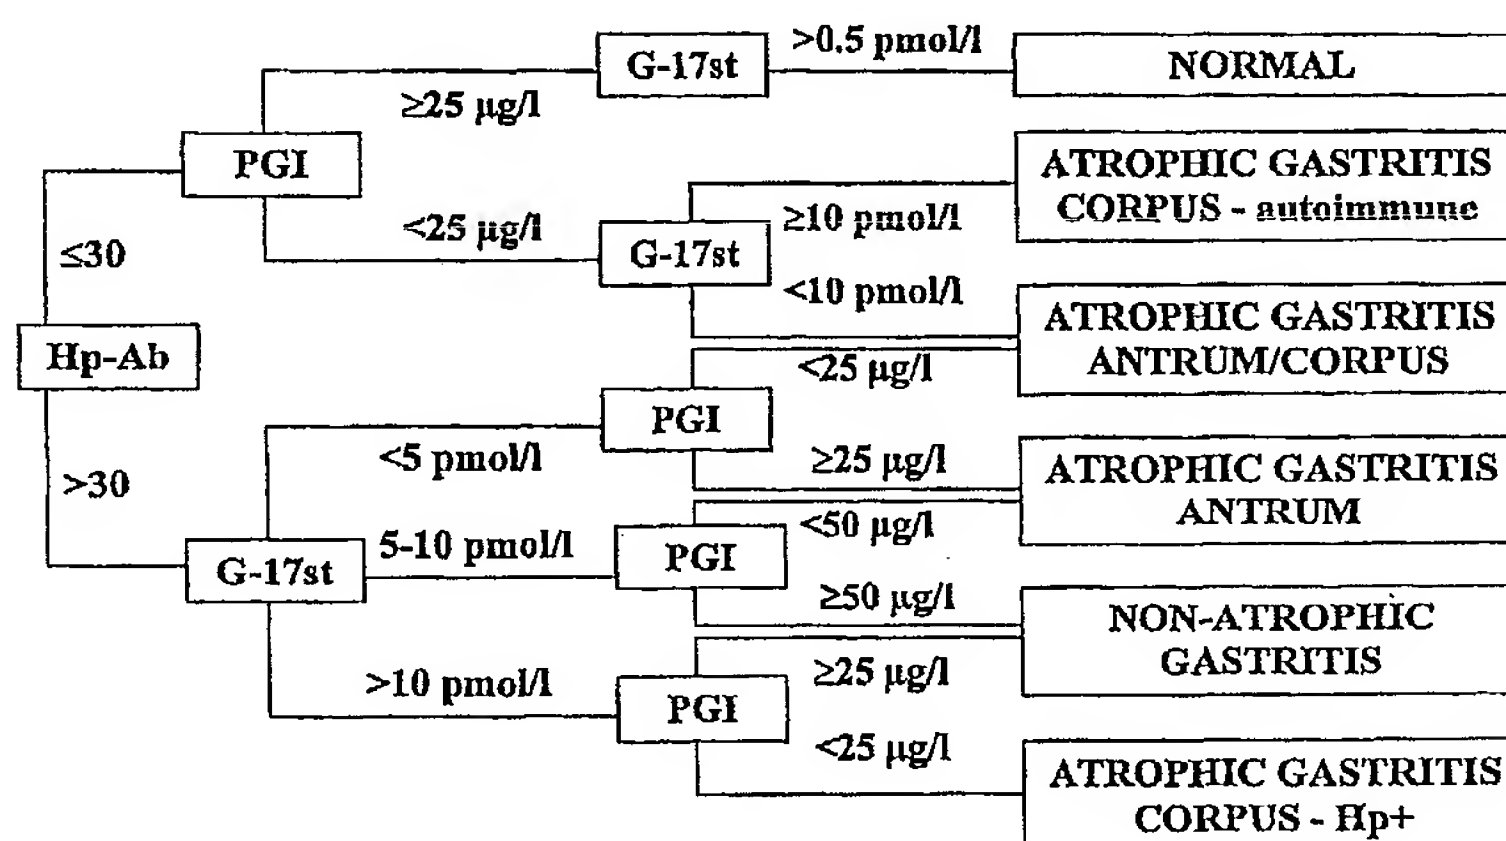 G-17st
>0.5 pmol/l
NORMAL
≥25 µg/l
PGI
ATROPHIC GASTRITIS
CORPUS - autoimmune
<25 µg/l
G-17st
≥10 pmol/l
<10 pmol/l
≤30
Hp-Ab
ATROPHIC GASTRITIS
ANTRUM/CORPUS
<25 µg/l
PGI
<5 pmol/l
≥25 µg/l
ATROPHIC GASTRITIS
ANTRUM
>30
<50 µg/l
5-10 pmol/l
G-17st
PGI
≥50 µg/l
NON-ATROPHIC
GASTRITIS
≥25 µg/l
>10 pmol/l
PGI
<25 µg/l
ATROPHIC GASTRITIS
CORPUS - Hp+